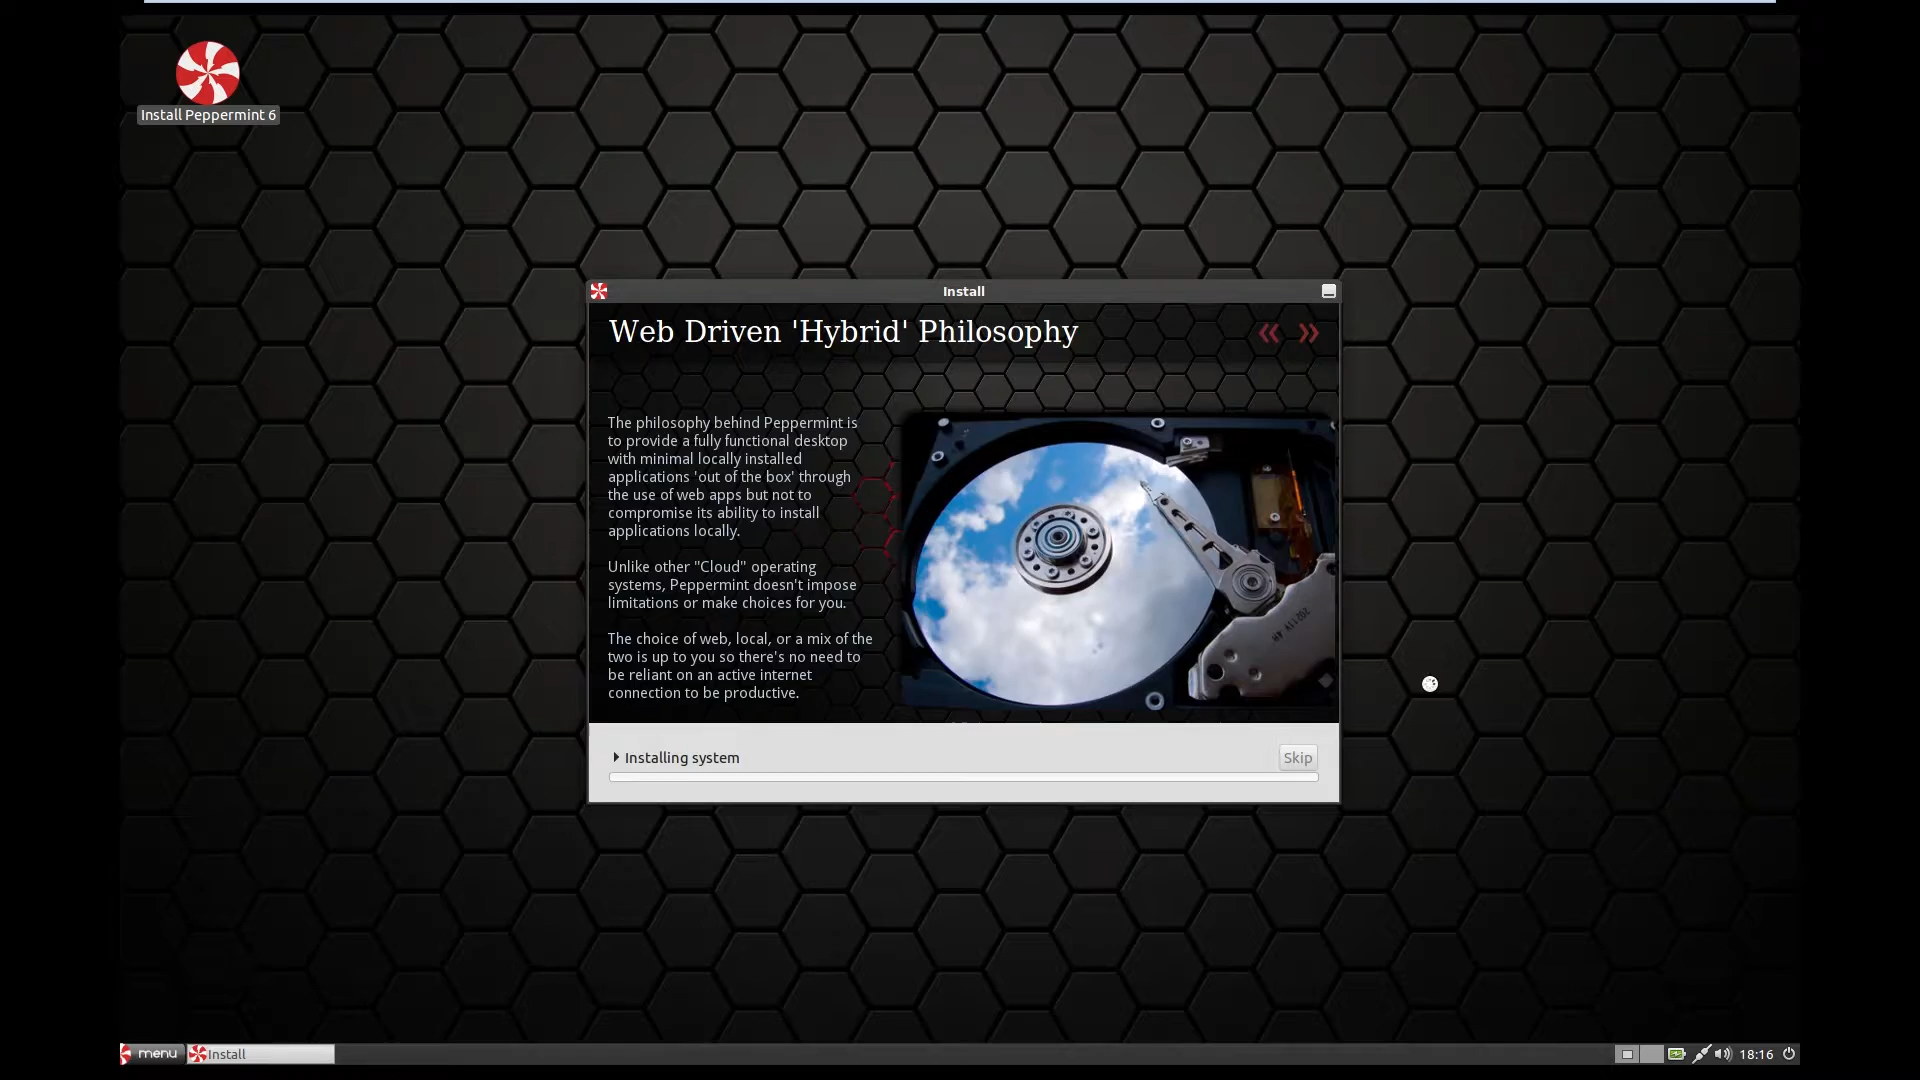 Install Peppermint 6
Install
Web Driven 'Hybrid' Philosophy
The philosophy behind Peppermint is
to provide a fully functional desktop
with minimal locally installed
applications 'out of the box' through
the use of web apps but not to
compromise its ability to install
applications locally.
Unlike other "Cloud" operating
systems, Peppermint doesn't impose
limitations or make choices for you.
The choice of web, local, or a mix of the
two is up to you so there's no need to
be reliant on an active internet
connection to be productive.
Installing system
Skip
menu
Install
18:16